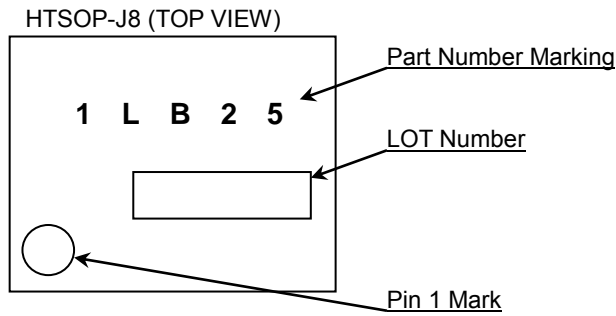 HTSOP-J8 (TOP VIEW)
Part Number Marking
1 L B 2 5
LOT Number
Pin 1 Mark